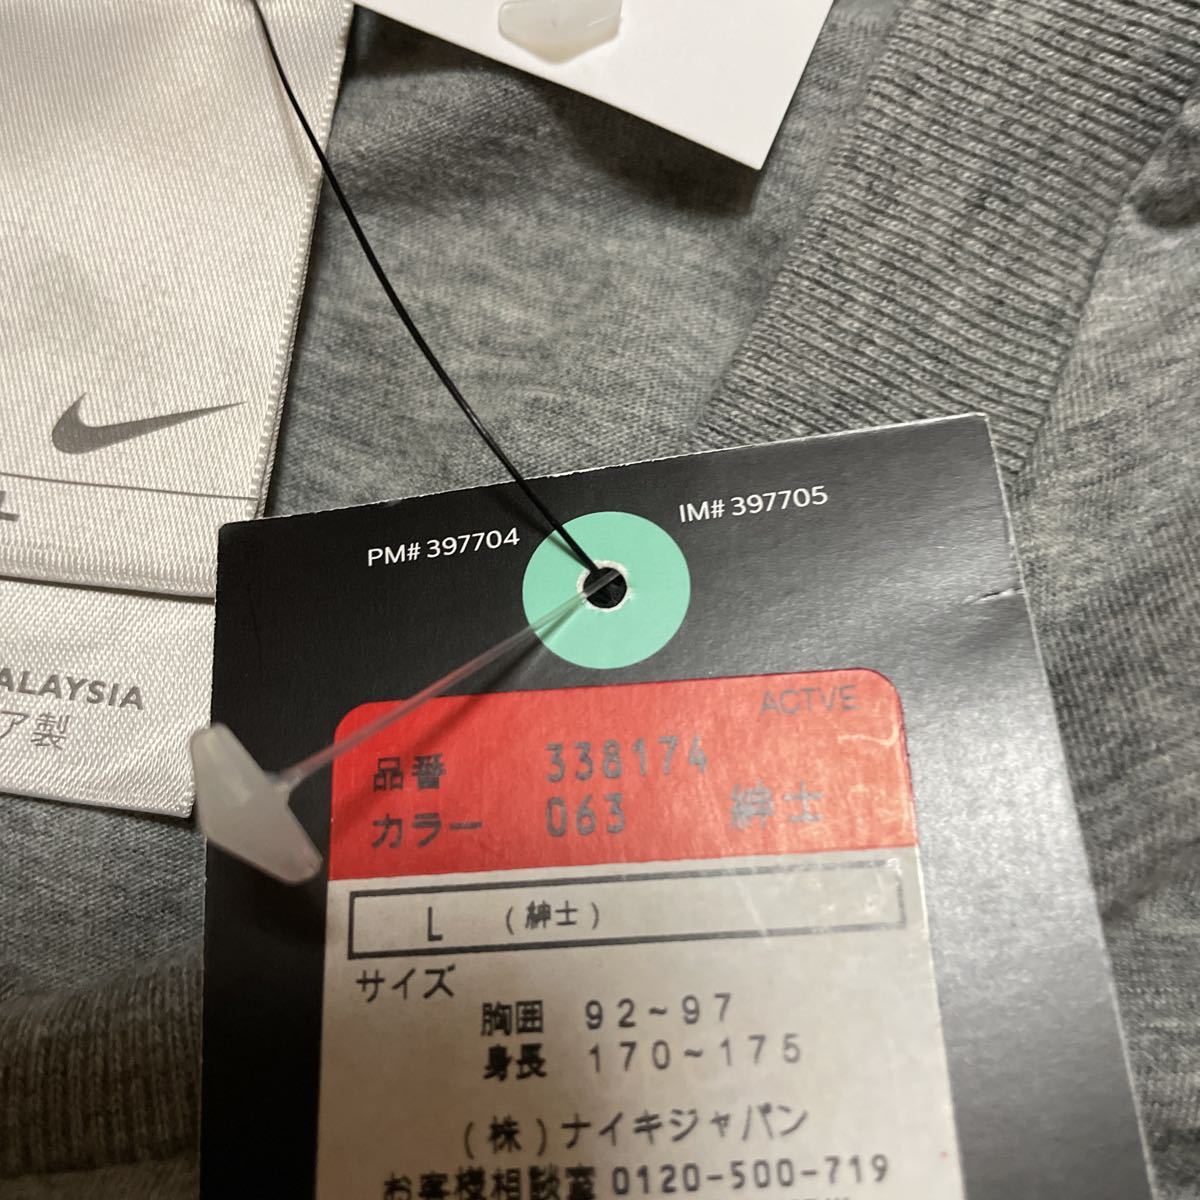 ALAYSIA
ア製
PM# 397704
IM# 397705
ACTVE
品番 338174
カラー 063 紳士
L (紳士)
サイズ
胸囲 92~97
身長 170~175
(株)ナイキジャパン
お客様相談室 0120-500-719